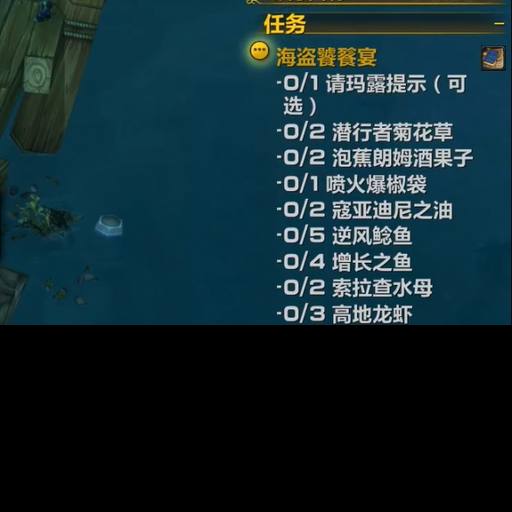 任务
海盗饕餮宴
-0/1 请玛露提示（可
选）
-0/2 潜行者菊花草
-0/2 泡蕉朗姆酒果子
-0/1 喷火爆椒袋
-0/2 寇亚迪尼之油
-0/5 逆风鲶鱼
-0/4 增长之鱼
-0/2 索拉查水母
-0/3 高地龙虾